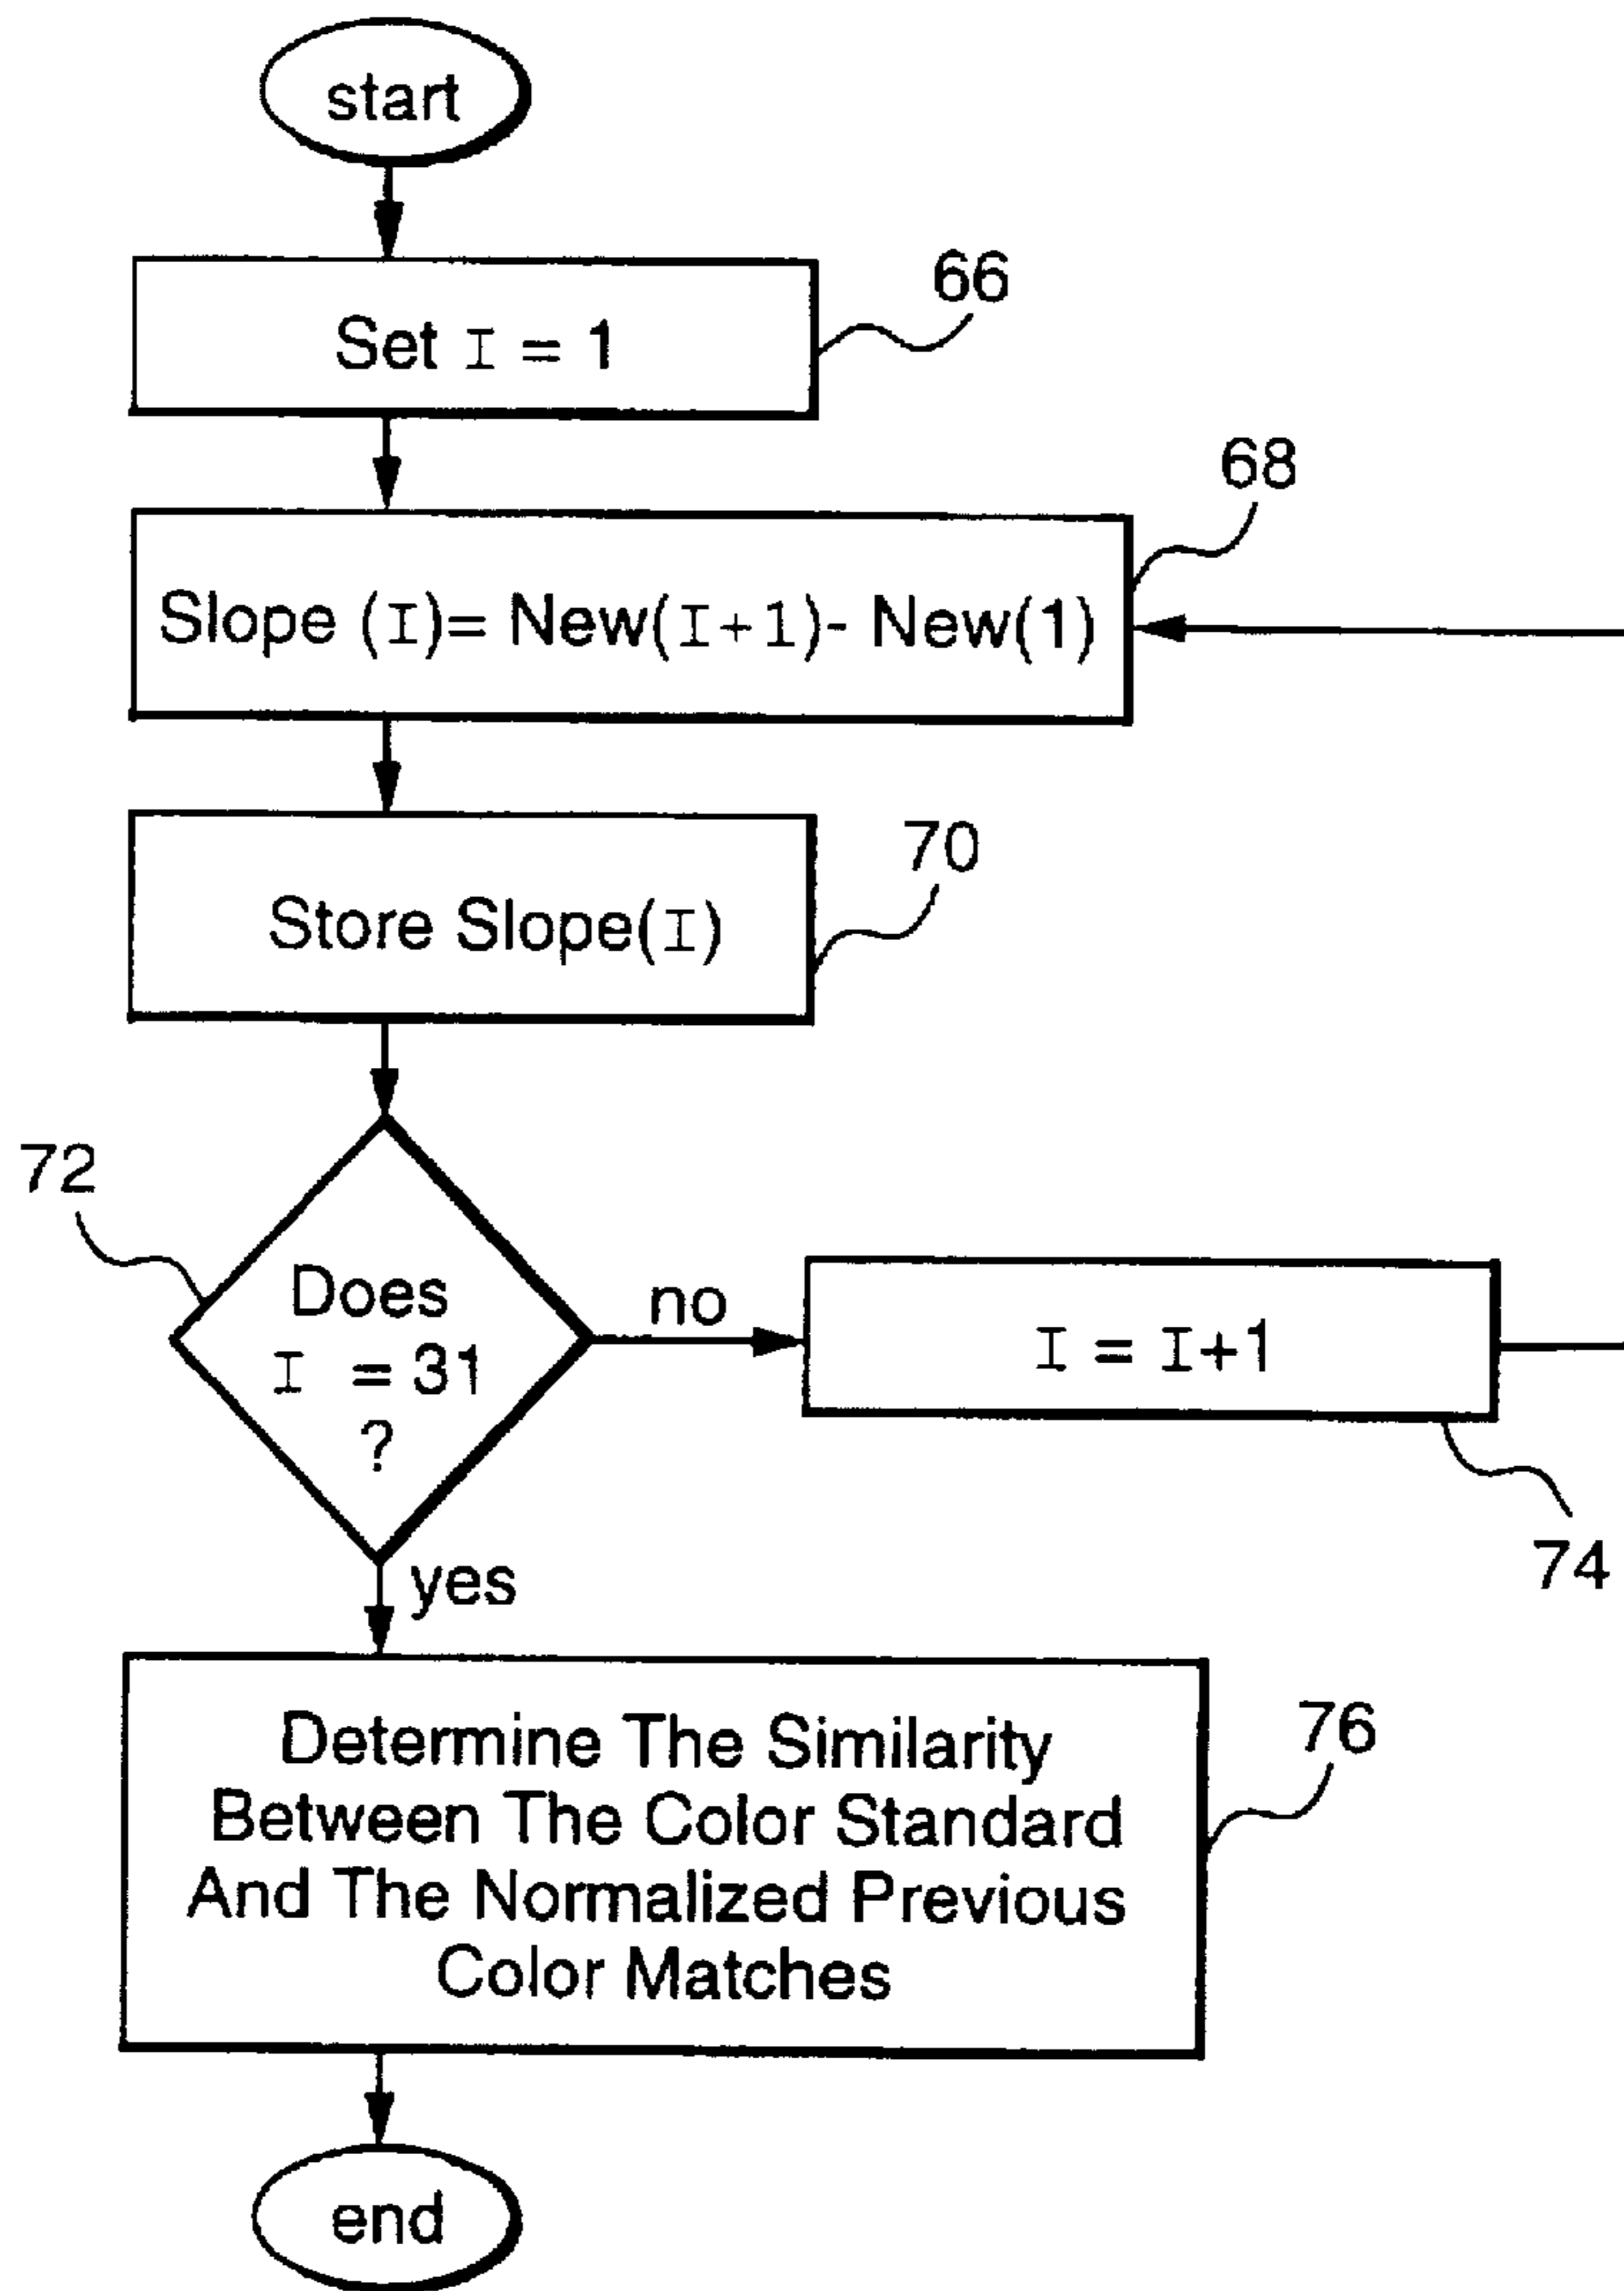 start
66
Set I = 1
68
Slope (I)= New(I+1)- New(1)
70
Store Slope(I)
72
Does
I = 31
?
no
I = I+1
74
yes
76
Determine The Similarity
Between The Color Standard
And The Normalized Previous
Color Matches
end